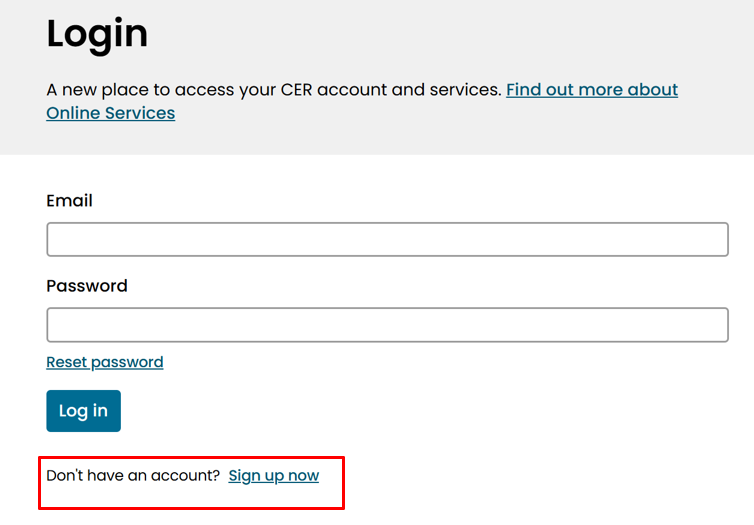 Login
A new place to access your CER account and services. Find out more about
Online Services
Email
Password
Reset password
Log in
Don't have an account? Sign up now